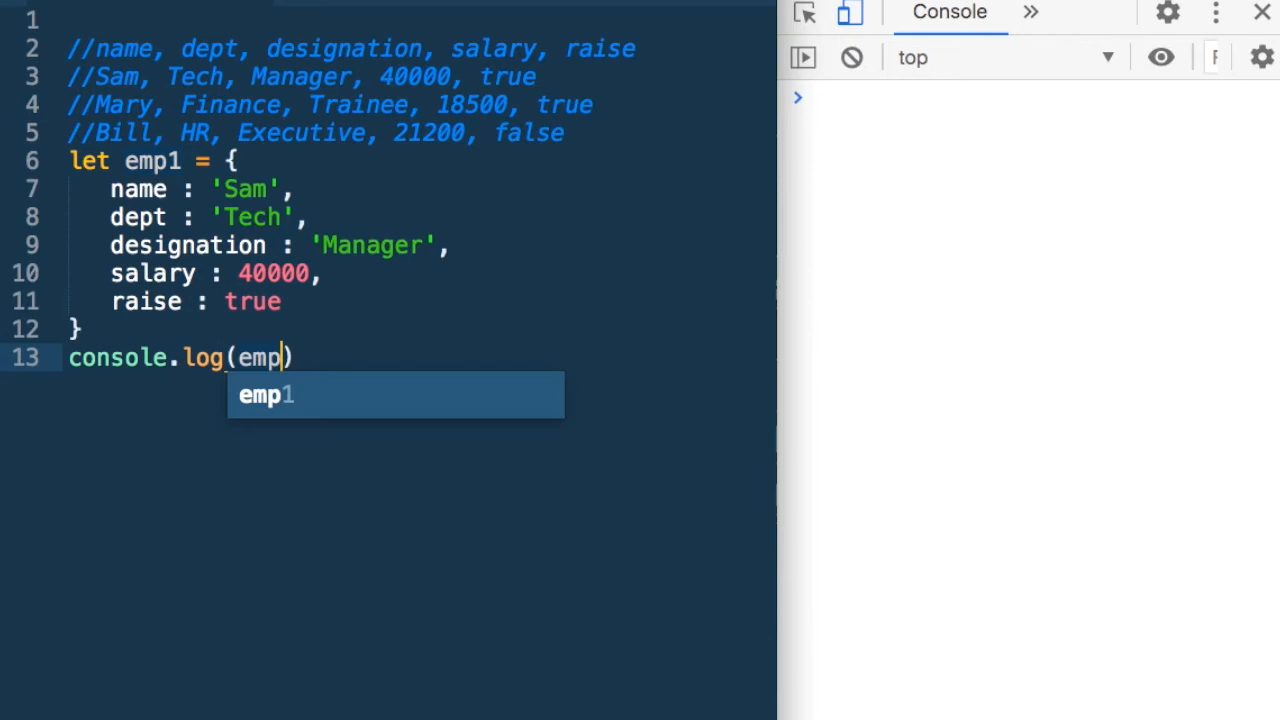 1
2 //name, dept, designation, salary, raise
3 //Sam, Tech, Manager, 40000, true
4 //Mary, Finance, Trainee, 18500, true
5 //Bill, HR, Executive, 21200, false
6 let emp1 = {
7 name : 'Sam',
8 dept : 'Tech',
9 designation : 'Manager',
10 salary : 40000,
11 raise : true
12 }
13 console.log(emp)
emp1
Console »
top